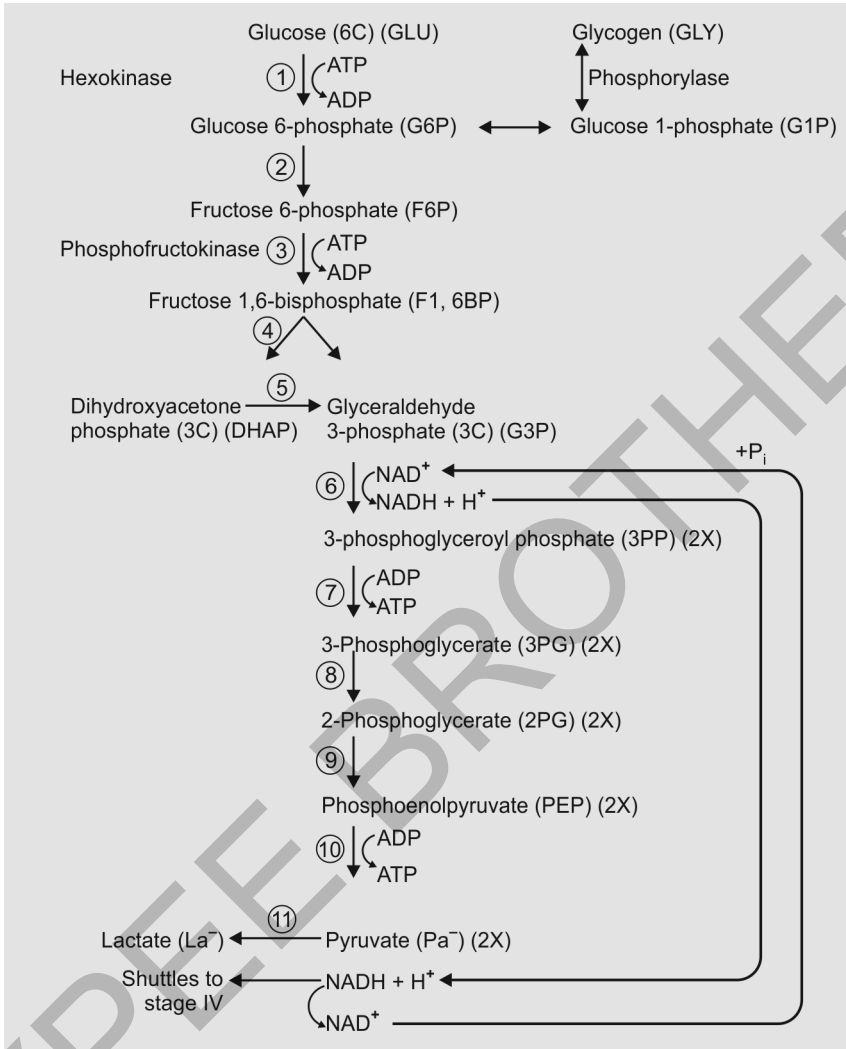 Glucose (6C) (GLU)
Glycogen (GLY)
Hexokinase
1
ATP
ADP
Phosphorylase
Glucose 6-phosphate (G6P)
Glucose 1-phosphate (G1P)
2
Fructose 6-phosphate (F6P)
Phosphofructokinase
3
ATP
ADP
Fructose 1,6-bisphosphate (F1, 6BP)
4
5
Dihydroxyacetone
phosphate (3C) (DHAP)
Glyceraldehyde
3-phosphate (3C) (G3P)
+Pᵢ
6
NAD⁺
NADH + H⁺
3-phosphoglyceroyl phosphate (3PP) (2X)
7
ADP
ATP
3-Phosphoglycerate (3PG) (2X)
8
2-Phosphoglycerate (2PG) (2X)
9
Phosphoenolpyruvate (PEP) (2X)
10
ADP
ATP
11
Lactate (La⁻)
Pyruvate (Pa⁻) (2X)
Shuttles to
stage IV
NADH + H⁺
NAD⁺
PEE BROTHE